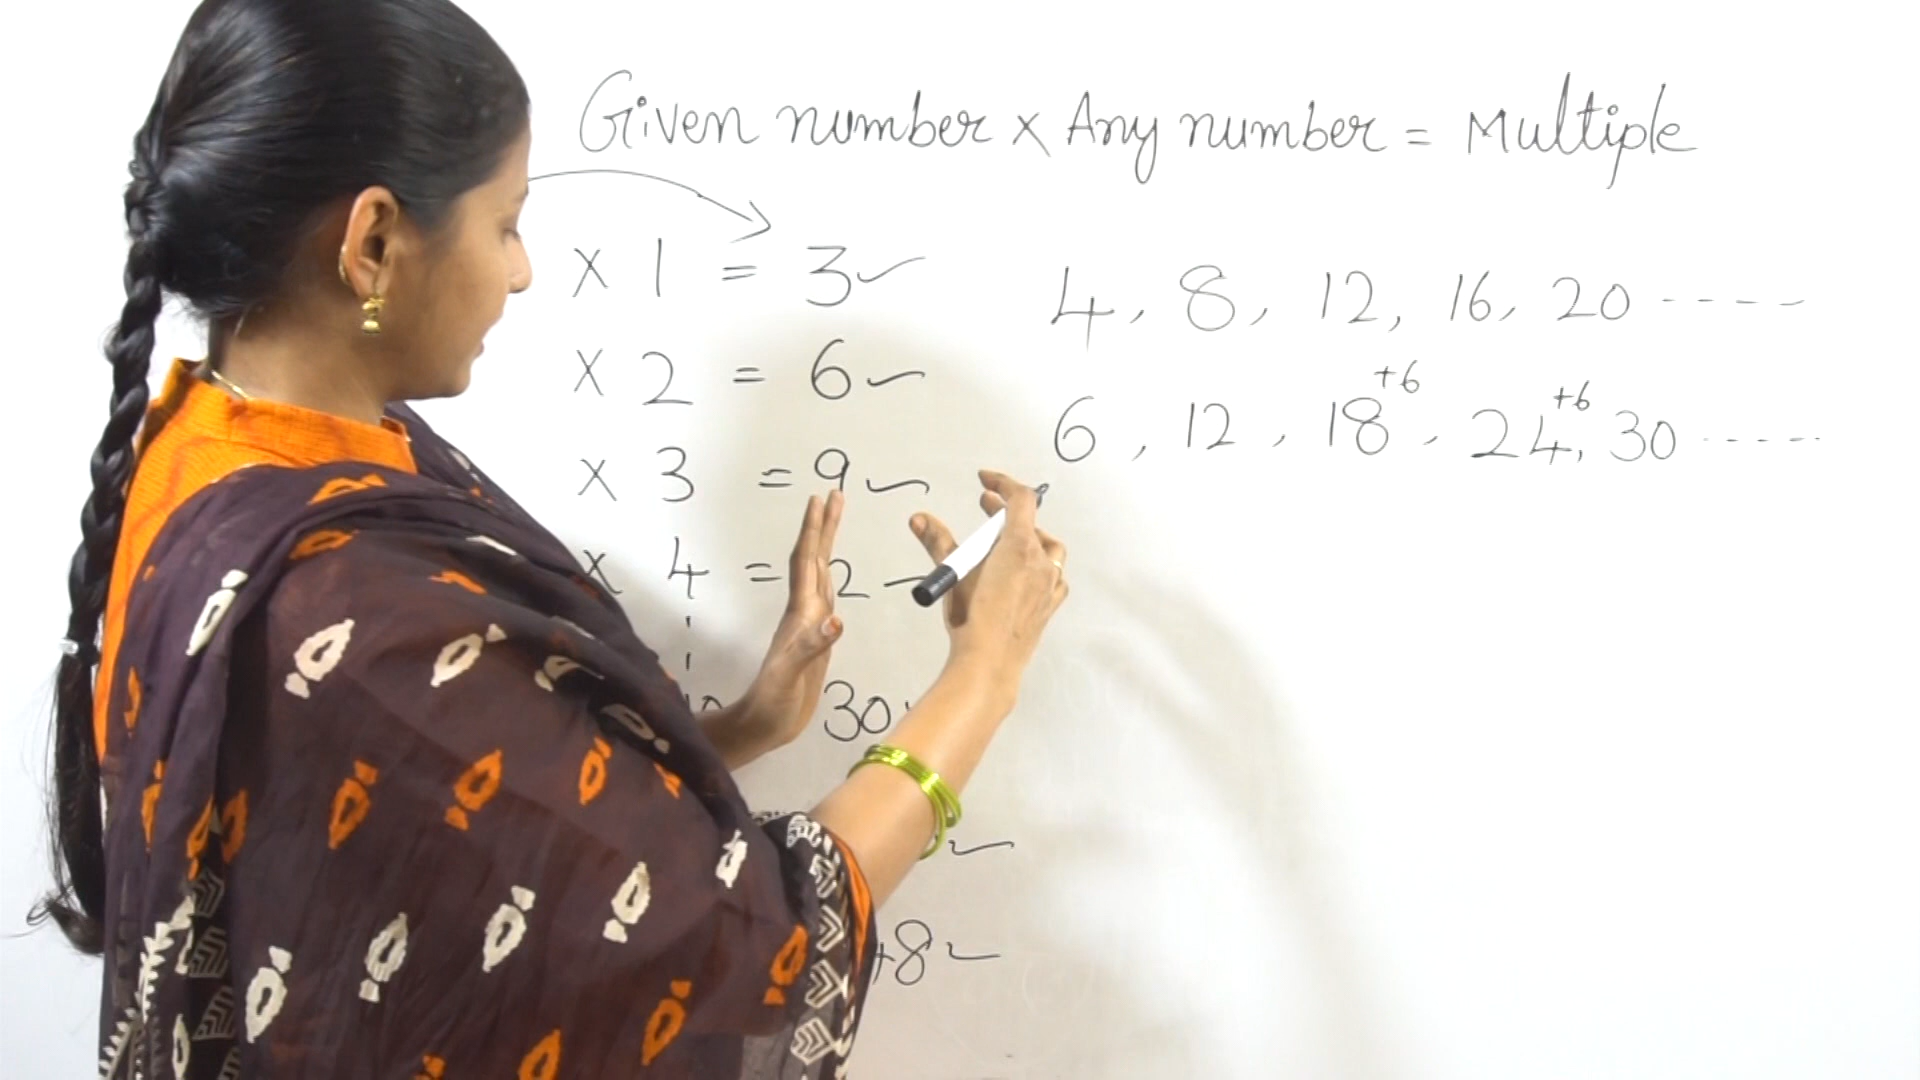 Given number x Any number = Multiple
x 1 = 3
x 2 = 6
x 3 = 9
x 4 = 2
30
+8
4, 8, 12, 16, 20 ----
+6 +6
6, 12, 18, 24, 30 -----